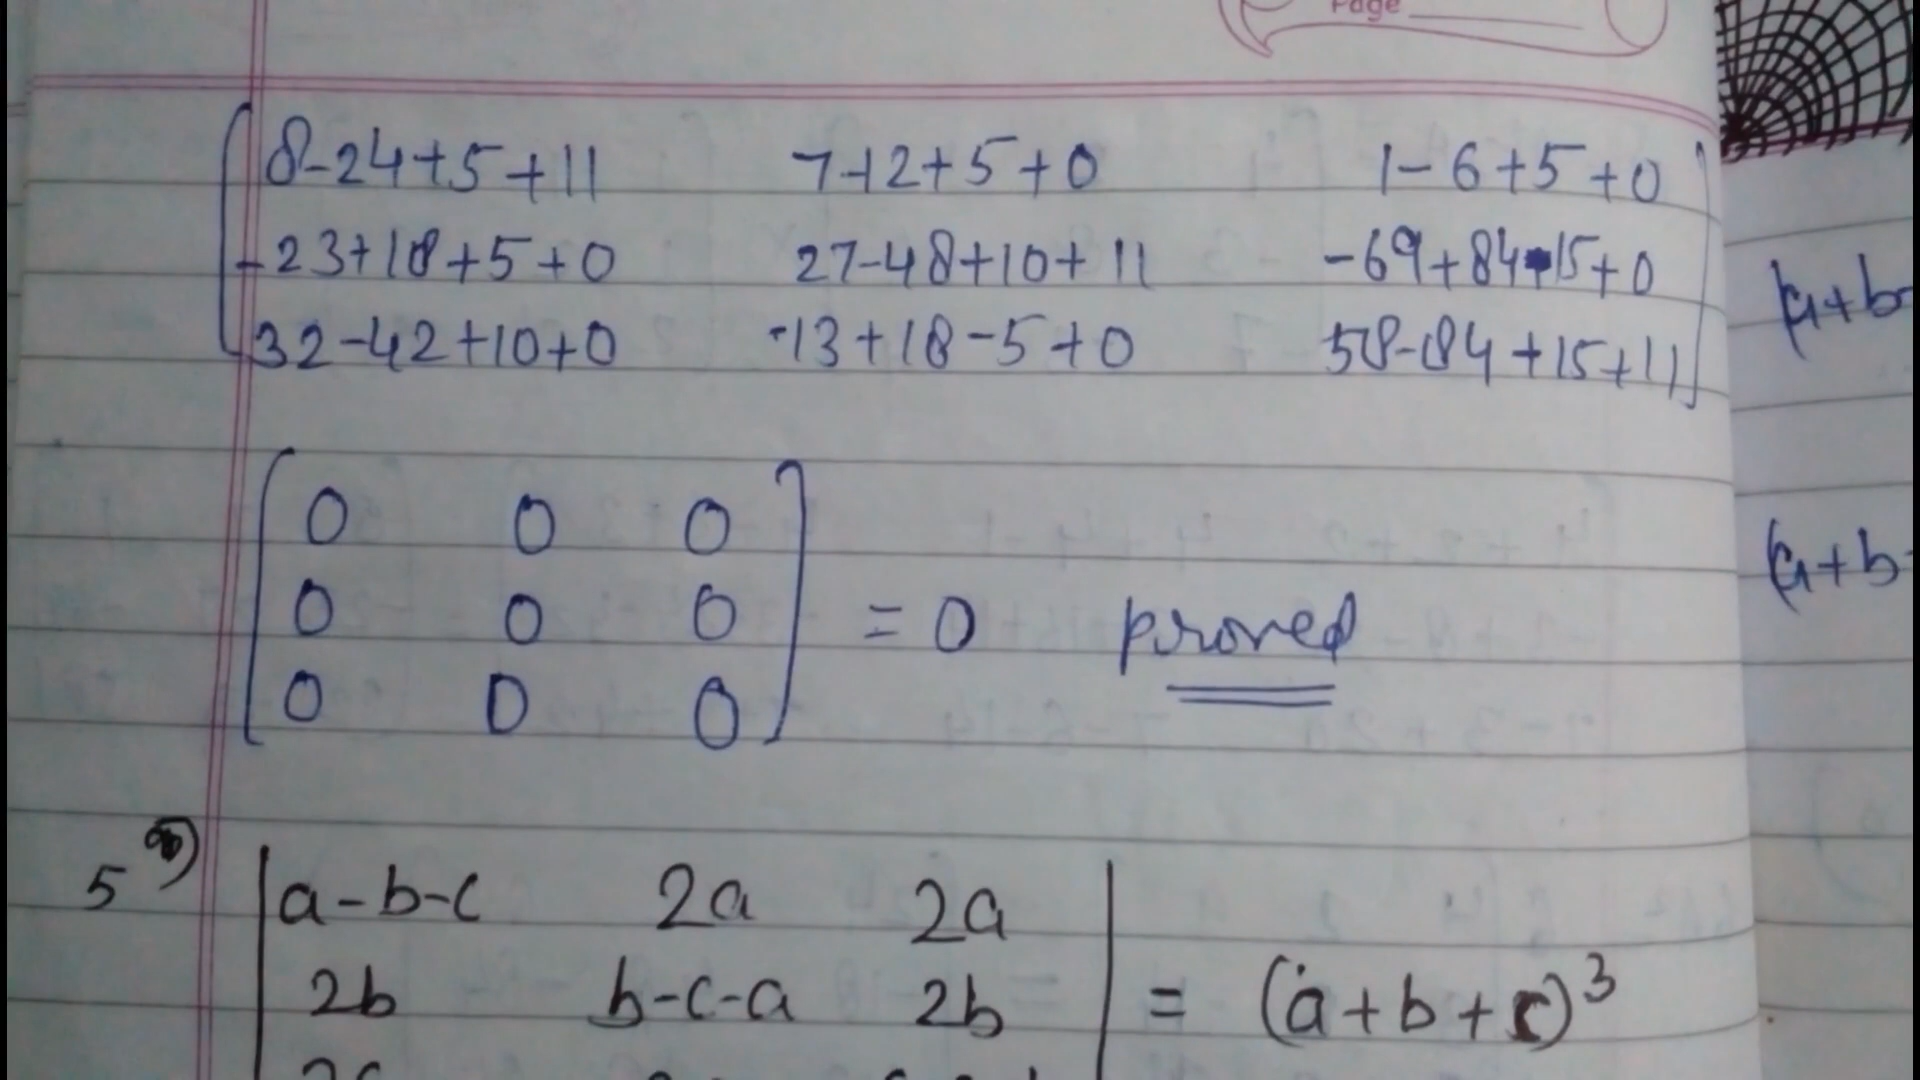 Page
8-24+5+11 7-12+5+0 1-6+5+0
-23+18+5+0 27-48+10+11 -69+84-15+0
32-42+10+0 -13+18-5+0 58-84+15+11
0 0 0
0 0 0 = 0 proved
0 0 0
5
a-b-c 2a 2a
2b b-c-a 2b = (a+b+c)³
(a+b
(a+b